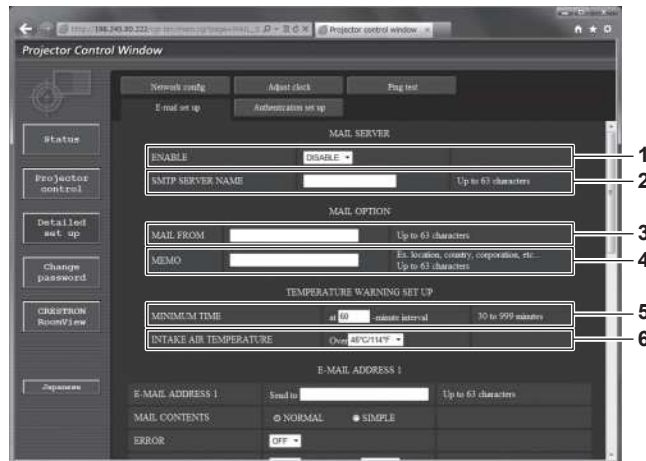 Projector control window
Projector Control Window
Network config
Adjust clock
Ping test
E-mail set up
Authentication set up
Status
Projector control
Detailed set up
Change password
CRESTRON RoomView
Japanese
MAIL SERVER
ENABLE DISABLE 1
SMTP SERVER NAME Up to 63 characters 2
MAIL OPTION
MAIL FROM Up to 63 characters 3
MEMO Ex. location, country, corporation, etc... Up to 63 characters 4
TEMPERATURE WARNING SET UP
MINIMUM TIME at 60 -minute interval 30 to 999 minutes 5
INTAKE AIR TEMPERATURE Over 46°C/114°F 6
E-MAIL ADDRESS 1
E-MAIL ADDRESS 1 Send to Up to 63 characters
MAIL CONTENTS NORMAL SIMPLE
ERROR OFF